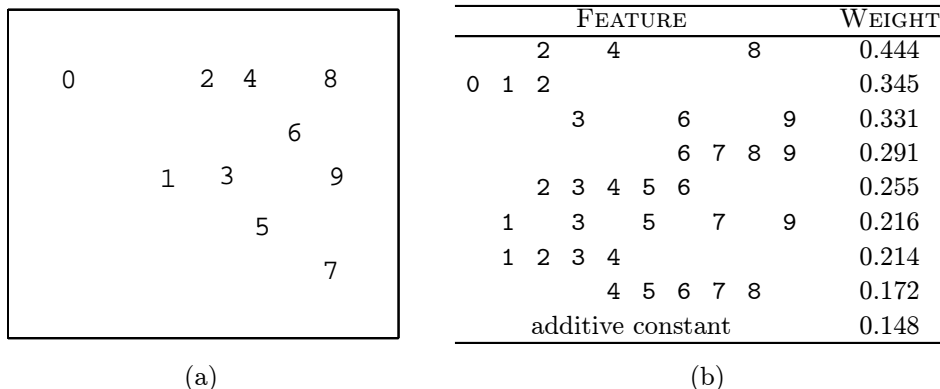 0 2 4 8
6
1 3 9
5
7
(a)
FEATURE WEIGHT
2 4 8 0.444
0 1 2 0.345
3 6 9 0.331
6 7 8 9 0.291
2 3 4 5 6 0.255
1 3 5 7 9 0.216
1 2 3 4 0.214
4 5 6 7 8 0.172
additive constant 0.148
(b)